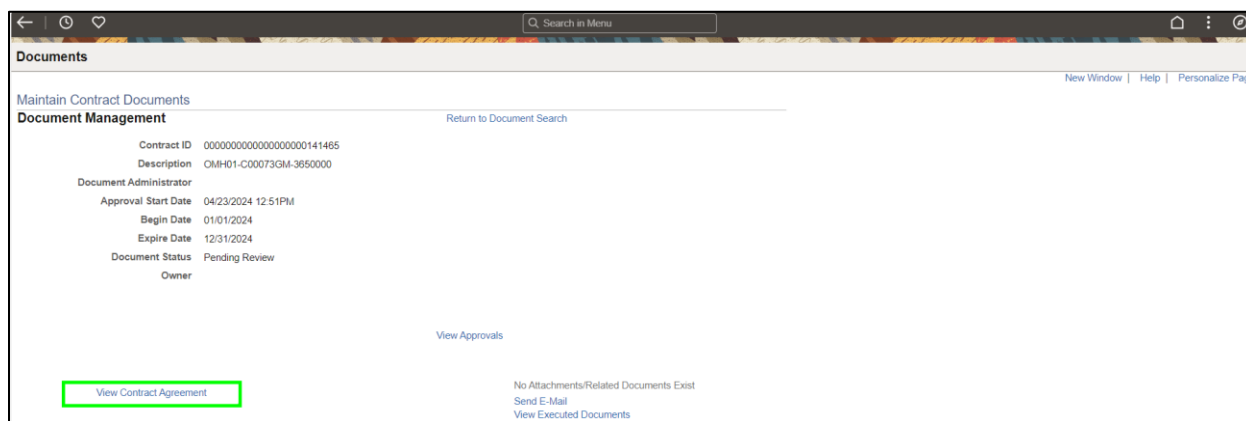 Search in Menu
Documents
New Window | Help | Personalize Pag
Maintain Contract Documents
Document Management
Return to Document Search
Contract ID 0000000000000000000141465
Description OMH01-C00073GM-3650000
Document Administrator
Approval Start Date 04/23/2024 12:51PM
Begin Date 01/01/2024
Expire Date 12/31/2024
Document Status Pending Review
Owner
View Approvals
View Contract Agreement
No Attachments/Related Documents Exist
Send E-Mail
View Executed Documents